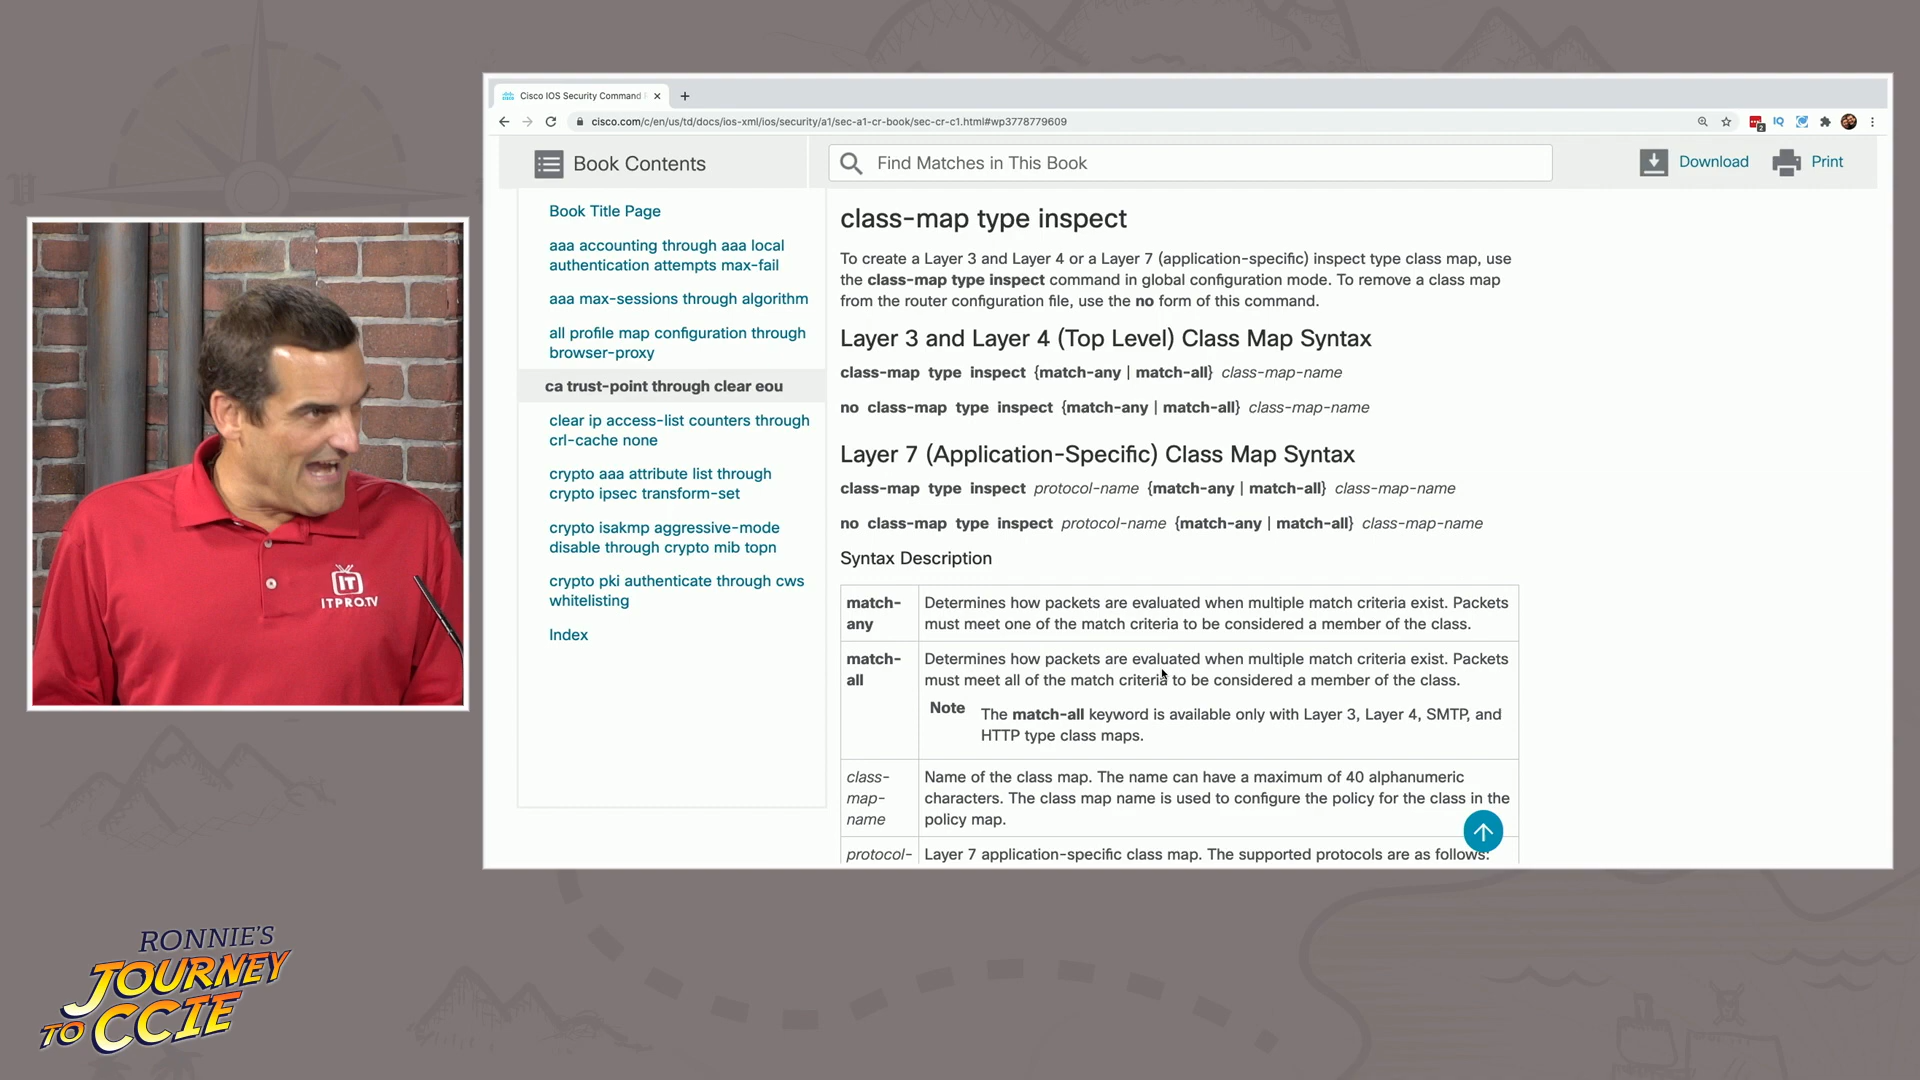 Cisco IOS Security Command
cisco.com/c/en/us/td/docs/ios-xml/ios/security/a1/sec-a1-cr-book/sec-cr-c1.html#wp3778779609
2
IQ
Book Contents
Find Matches in This Book
Download
Print
Book Title Page
aaa accounting through aaa local
authentication attempts max-fail
aaa max-sessions through algorithm
all profile map configuration through
browser-proxy
ca trust-point through clear eou
clear ip access-list counters through
crl-cache none
crypto aaa attribute list through
crypto ipsec transform-set
crypto isakmp aggressive-mode
disable through crypto mib topn
crypto pki authenticate through cws
whitelisting
Index
class-map type inspect
To create a Layer 3 and Layer 4 or a Layer 7 (application-specific) inspect type class map, use
the class-map type inspect command in global configuration mode. To remove a class map
from the router configuration file, use the no form of this command.
Layer 3 and Layer 4 (Top Level) Class Map Syntax
class-map type inspect {match-any | match-all} class-map-name
no class-map type inspect {match-any | match-all} class-map-name
Layer 7 (Application-Specific) Class Map Syntax
class-map type inspect protocol-name {match-any | match-all} class-map-name
no class-map type inspect protocol-name {match-any | match-all} class-map-name
Syntax Description
match-
any
Determines how packets are evaluated when multiple match criteria exist. Packets
must meet one of the match criteria to be considered a member of the class.
match-
all
Determines how packets are evaluated when multiple match criteria exist. Packets
must meet all of the match criteria to be considered a member of the class.
Note
The match-all keyword is available only with Layer 3, Layer 4, SMTP, and
HTTP type class maps.
class-
map-
name
Name of the class map. The name can have a maximum of 40 alphanumeric
characters. The class map name is used to configure the policy for the class in the
policy map.
protocol-
Layer 7 application-specific class map. The supported protocols are as follows:
IT
ITPRO.TV
RONNIE'S
JOURNEY
TO CCIE